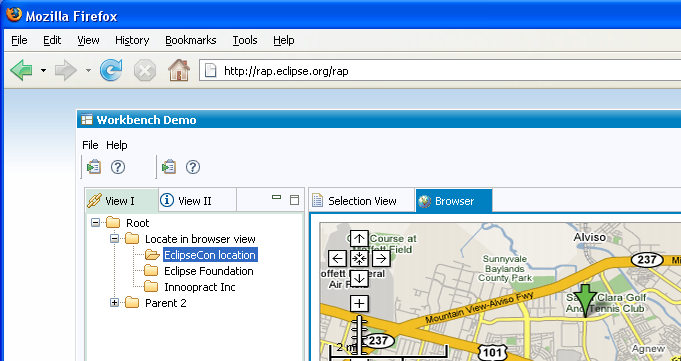 Mozilla Firefox
File Edit View History Bookmarks Tools Help
http://rap.eclipse.org/rap
Workbench Demo
File Help
View I View II
Root
Locate in browser view
EclipseCon location
Eclipse Foundation
Innoopract Inc
Parent 2
Selection View Browser
Course at
Moffett Field
Alviso
Sunnyvale
Baylands
County Park
237
Mountain View-Alviso Fwy
Santa Clara Golf
And Tennis Club
237
101
Agnew
2 m